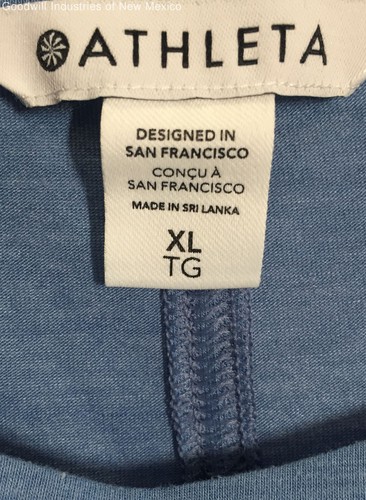 Goodwill Industries of New Mexico
ATHLETA
DESIGNED IN
SAN FRANCISCO
CONÇU À
SAN FRANCISCO
MADE IN SRI LANKA
XL
TG